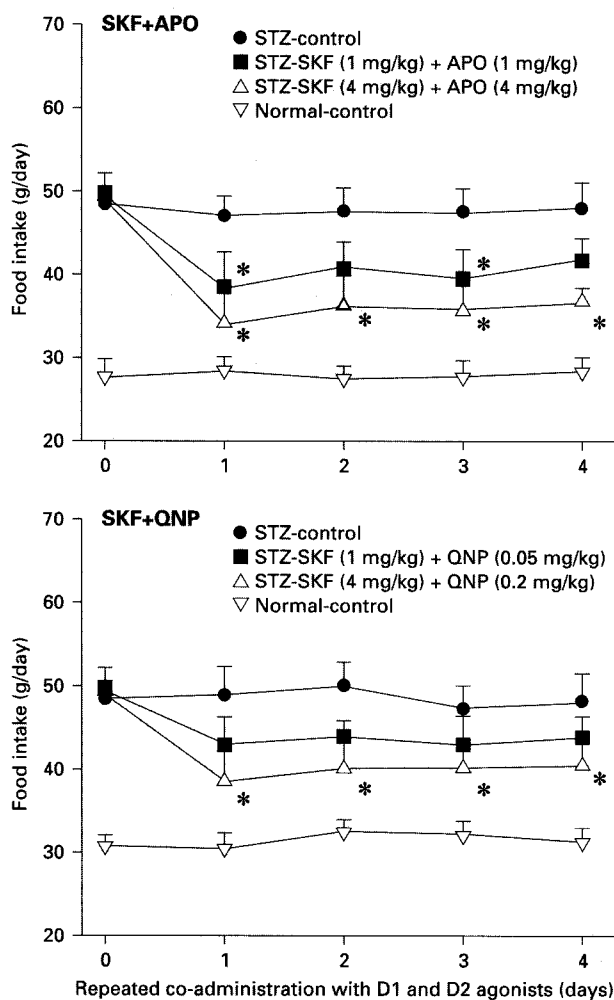 SKF+APO
STZ-control
STZ-SKF (1 mg/kg) + APO (1 mg/kg)
STZ-SKF (4 mg/kg) + APO (4 mg/kg)
Normal-control
Food intake (g/day)
70
60
50
40
30
20
*
*
*
*
*
*
0 1 2 3 4
SKF+QNP
STZ-control
STZ-SKF (1 mg/kg) + QNP (0.05 mg/kg)
STZ-SKF (4 mg/kg) + QNP (0.2 mg/kg)
Normal-control
Food intake (g/day)
70
60
50
40
30
20
*
*
*
*
0 1 2 3 4
Repeated co-administration with D1 and D2 agonists (days)